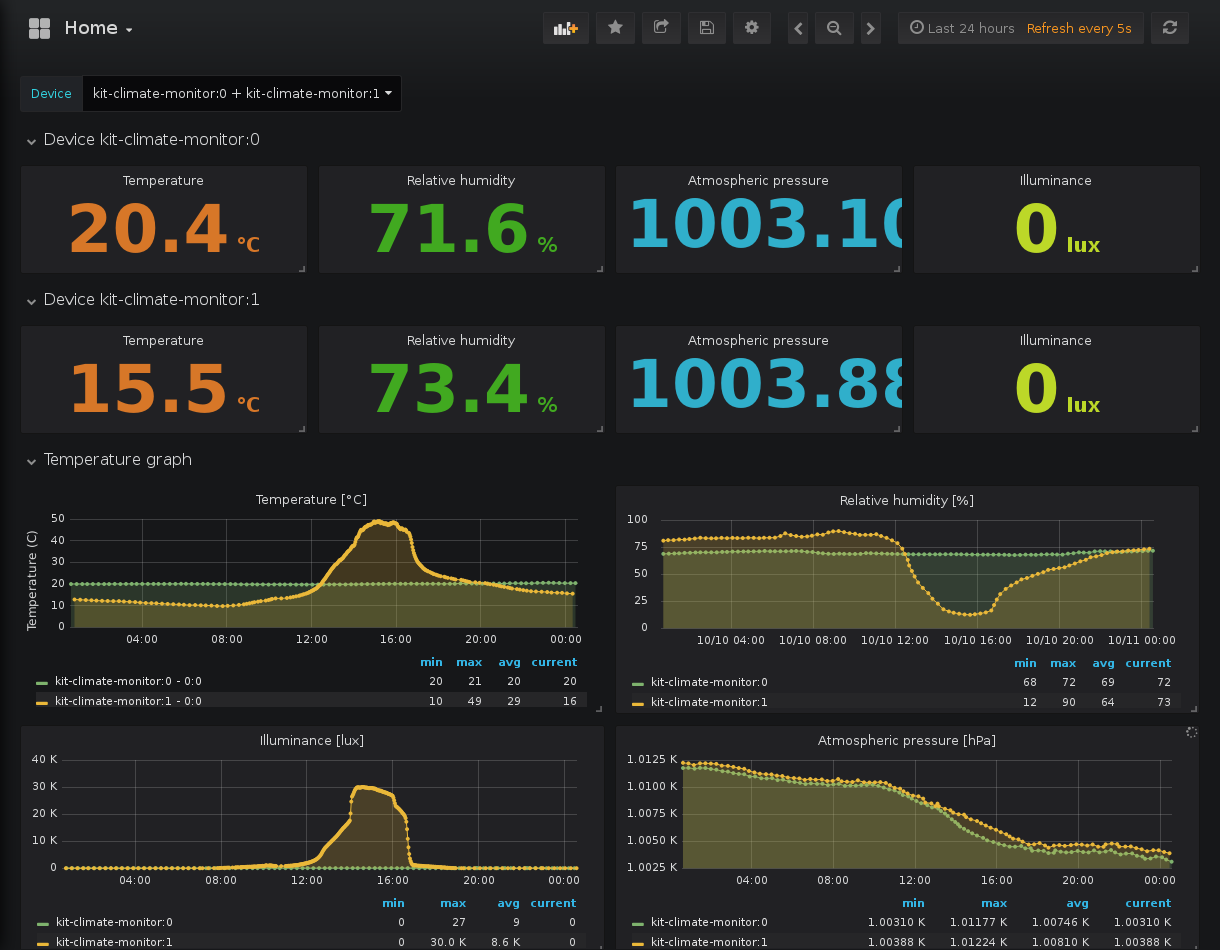 Home
Last 24 hours Refresh every 5s
Device kit-climate-monitor:0 + kit-climate-monitor:1
Device kit-climate-monitor:0
Temperature Relative humidity Atmospheric pressure Illuminance
20.4 °C 71.6 % 1003.10 0 lux
Device kit-climate-monitor:1
Temperature Relative humidity Atmospheric pressure Illuminance
15.5 °C 73.4 % 1003.88 0 lux
Temperature graph
Temperature [°C]
Temperature (C)
50
40
30
20
10
0
04:00 08:00 12:00 16:00 20:00 00:00
min max avg current
kit-climate-monitor:0 - 0:0 20 21 20 20
kit-climate-monitor:1 - 0:0 10 49 29 16
Relative humidity [%]
100
75
50
25
0
10/10 04:00 10/10 08:00 10/10 12:00 10/10 16:00 10/10 20:00 10/11 00:00
min max avg current
kit-climate-monitor:0 68 72 69 72
kit-climate-monitor:1 12 90 64 73
Illuminance [lux]
40 K
30 K
20 K
10 K
0
04:00 08:00 12:00 16:00 20:00 00:00
min max avg current
kit-climate-monitor:0 0 27 9 0
kit-climate-monitor:1 0 30.0 K 8.6 K 0
Atmospheric pressure [hPa]
1.0125 K
1.0100 K
1.0075 K
1.0050 K
1.0025 K
04:00 08:00 12:00 16:00 20:00 00:00
min max avg current
kit-climate-monitor:0 1.00310 K 1.01177 K 1.00746 K 1.00310 K
kit-climate-monitor:1 1.00388 K 1.01224 K 1.00810 K 1.00388 K